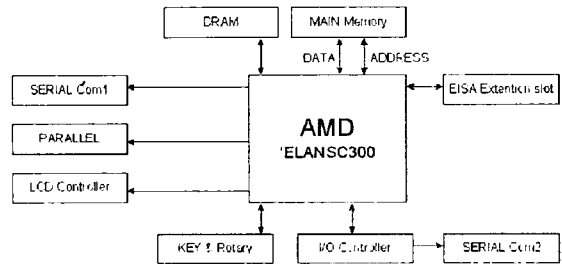 DRAM
MAIN Memory
DATA
ADDRESS
SERIAL Com1
EISA Extention slot
PARALLEL
AMD
'ELANSC300
LCD Controller
KEY & Rotary
I/O Controller
SERIAL Com2